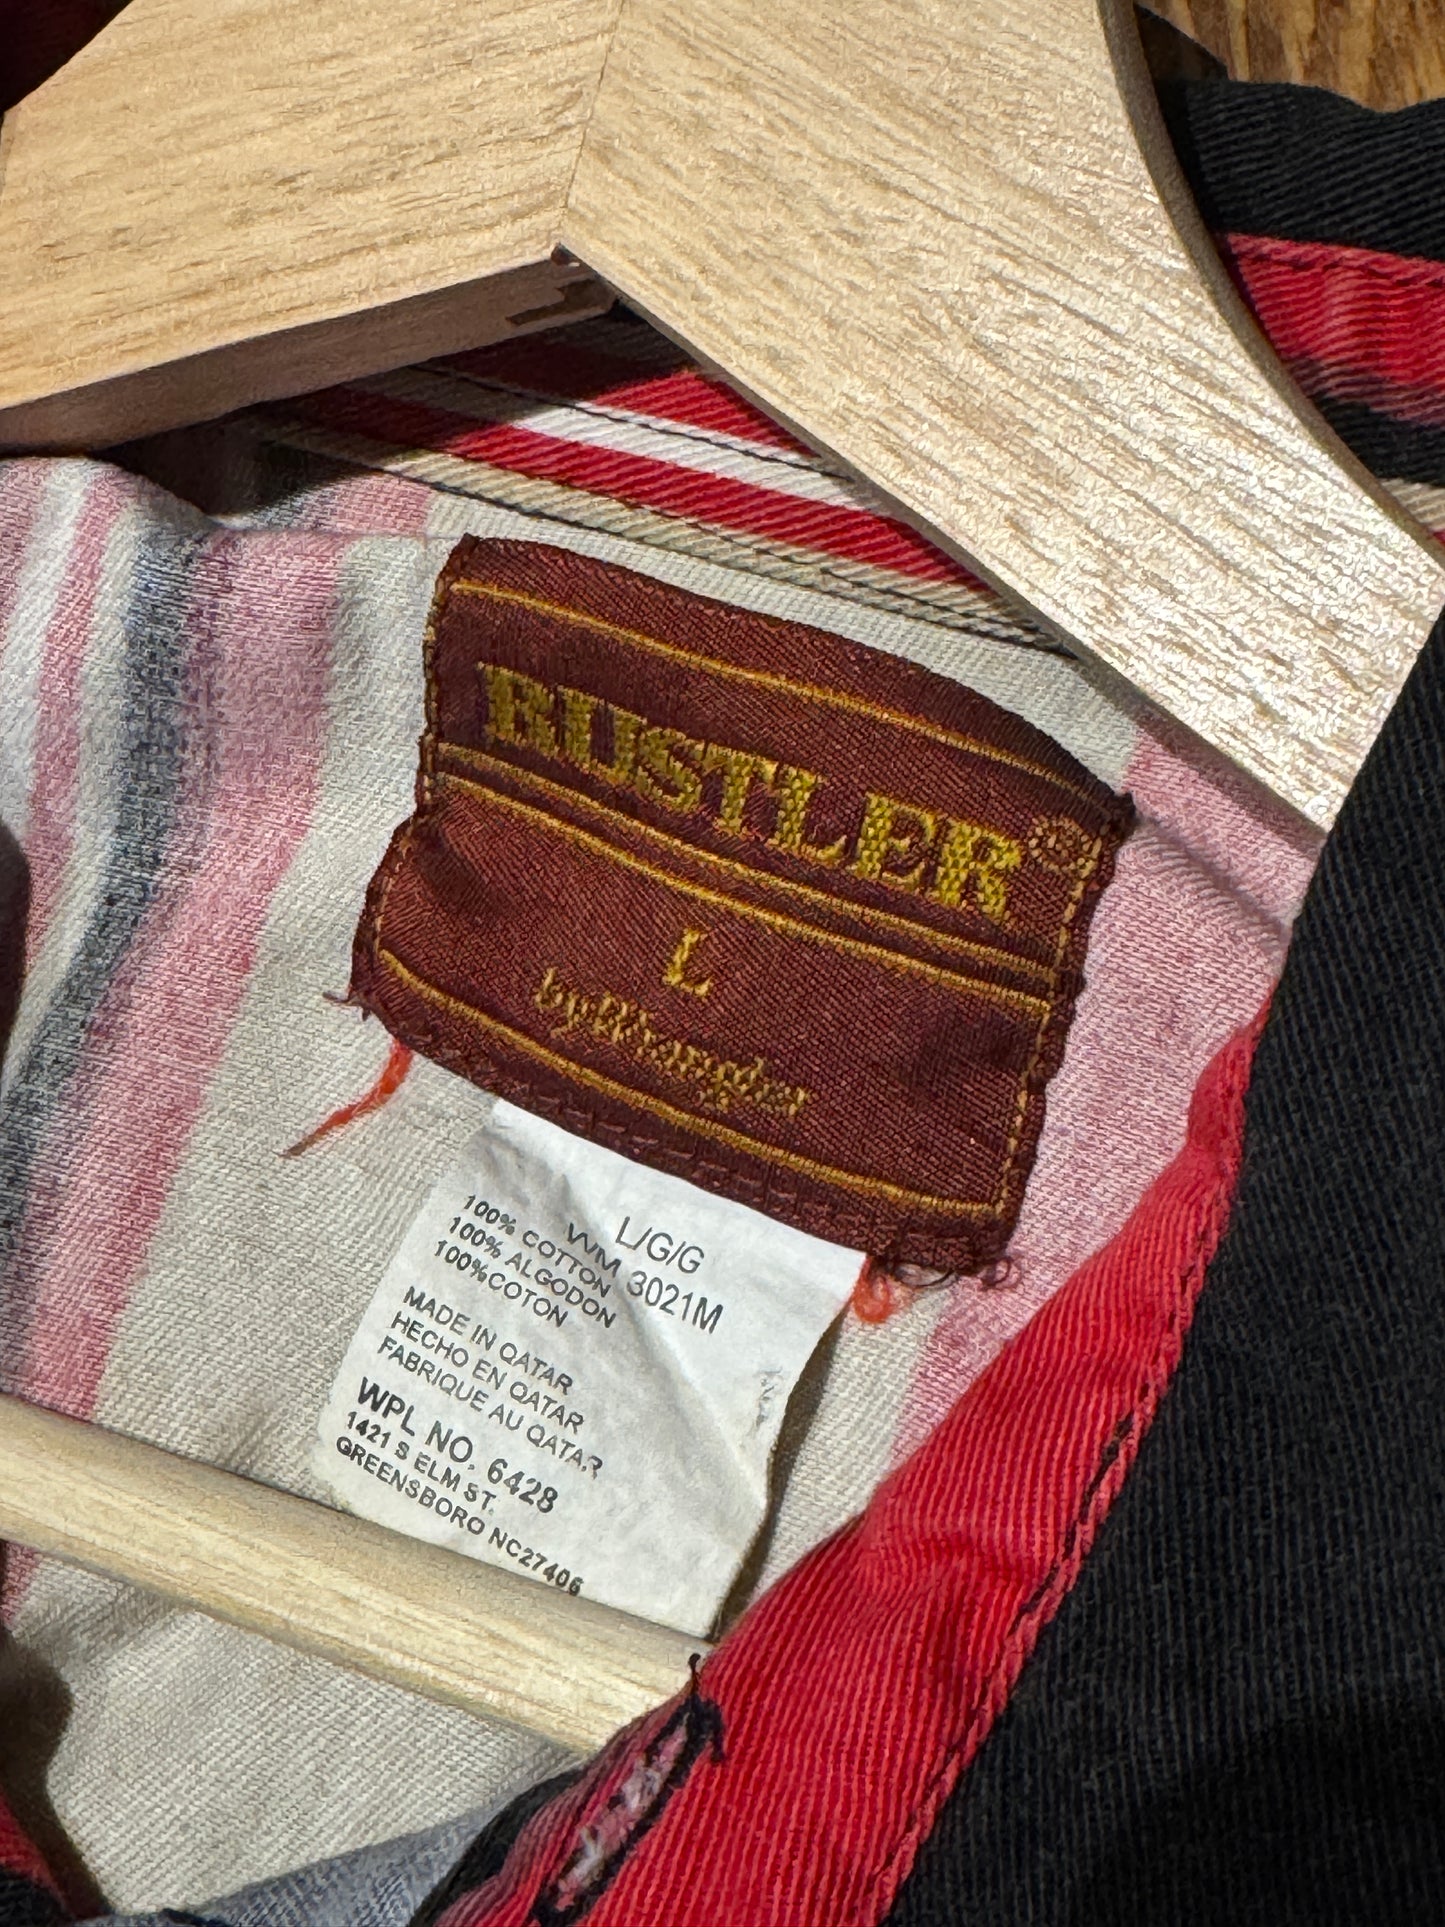 RUSTLER®
L
by Wrangler
L/G/G
WM 3021M
100% COTTON
100% ALGODON
100%COTON
MADE IN QATAR
HECHO EN QATAR
FABRIQUE AU QATAR
WPL NO. 6428
1421 S ELM ST.
GREENSBORO NC27406